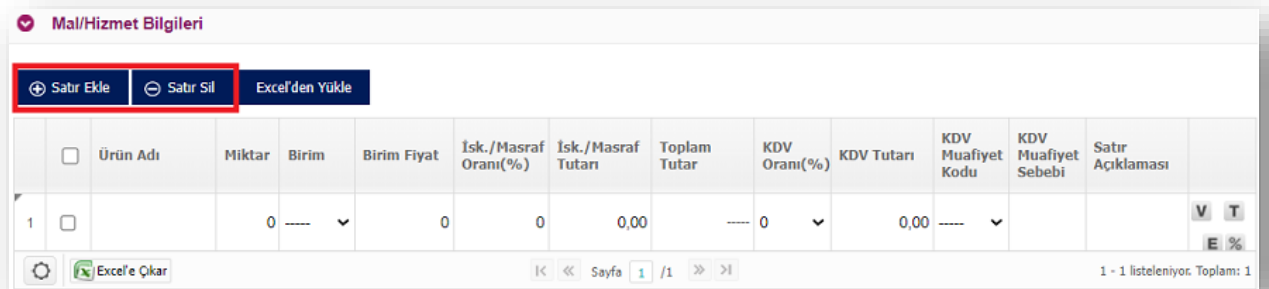 Mal/Hizmet Bilgileri
Satır Ekle Satır Sil Excel'den Yükle
Ürün Adı Miktar Birim Birim Fiyat İsk./Masraf Oranı(%) İsk./Masraf Tutarı Toplam Tutar KDV Oranı(%) KDV Tutarı KDV Muafiyet Kodu KDV Muafiyet Sebebi Satır Açıklaması
1 0 ----- 0 0 0,00 ----- 0 0,00 ----- V T
E %
Excel'e Çıkar Sayfa 1 /1 1 - 1 listeleniyor. Toplam: 1